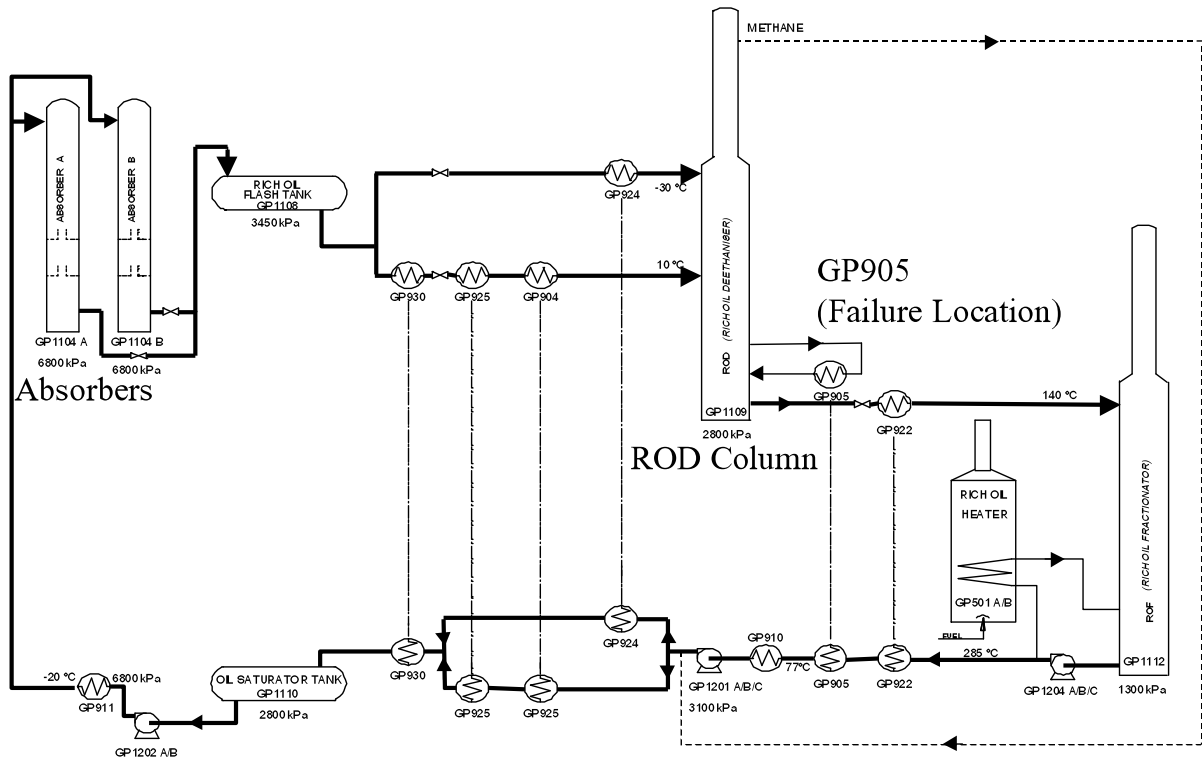 METHANE
ABSORBER A
ABSORBER B
RICH OIL
FLASH TANK
GP1108
3450 kPa
GP924
-30 °C
10 °C
GP930
GP925
GP904
ROD (RICH OIL DEETHANISER)
GP905
(Failure Location)
GP1104 A
6800 kPa
GP1104 B
6800 kPa
Absorbers
GP905
GP1109
2800 kPa
ROD Column
GP922
140 °C
RICH OIL
HEATER
GP501 A/B
FUEL
ROF (RICH OIL FRACTIONATOR)
GP1112
1300 kPa
GP924
GP930
GP925
GP925
GP910
77°C
GP905
GP922
285 °C
GP1201 A/B/C
3100 kPa
GP1204 A/B/C
OIL SATURATOR TANK
GP1110
2800 kPa
-20 °C
6800 kPa
GP911
GP1202 A/B